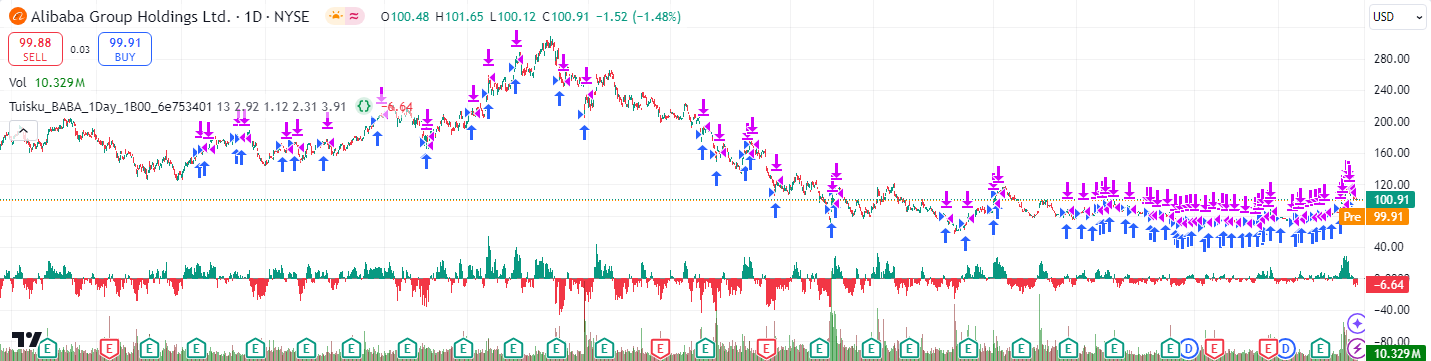 Alibaba Group Holdings Ltd. · 1D · NYSE O100.48 H101.65 L100.12 C100.91 −1.52 (−1.48%) USD
99.88 0.03 99.91
SELL BUY
Vol 10.329M
Tuisku_BABA_1Day_1B00_6e753401 13 2.92 1.12 2.31 3.91 −6.64
280.00
240.00
200.00
160.00
120.00
100.91
Pre 99.91
40.00
−6.64
−40.00
−80.00
10.329M
E E E E E E E E E E E E E E E E E E E E E E D E E D E